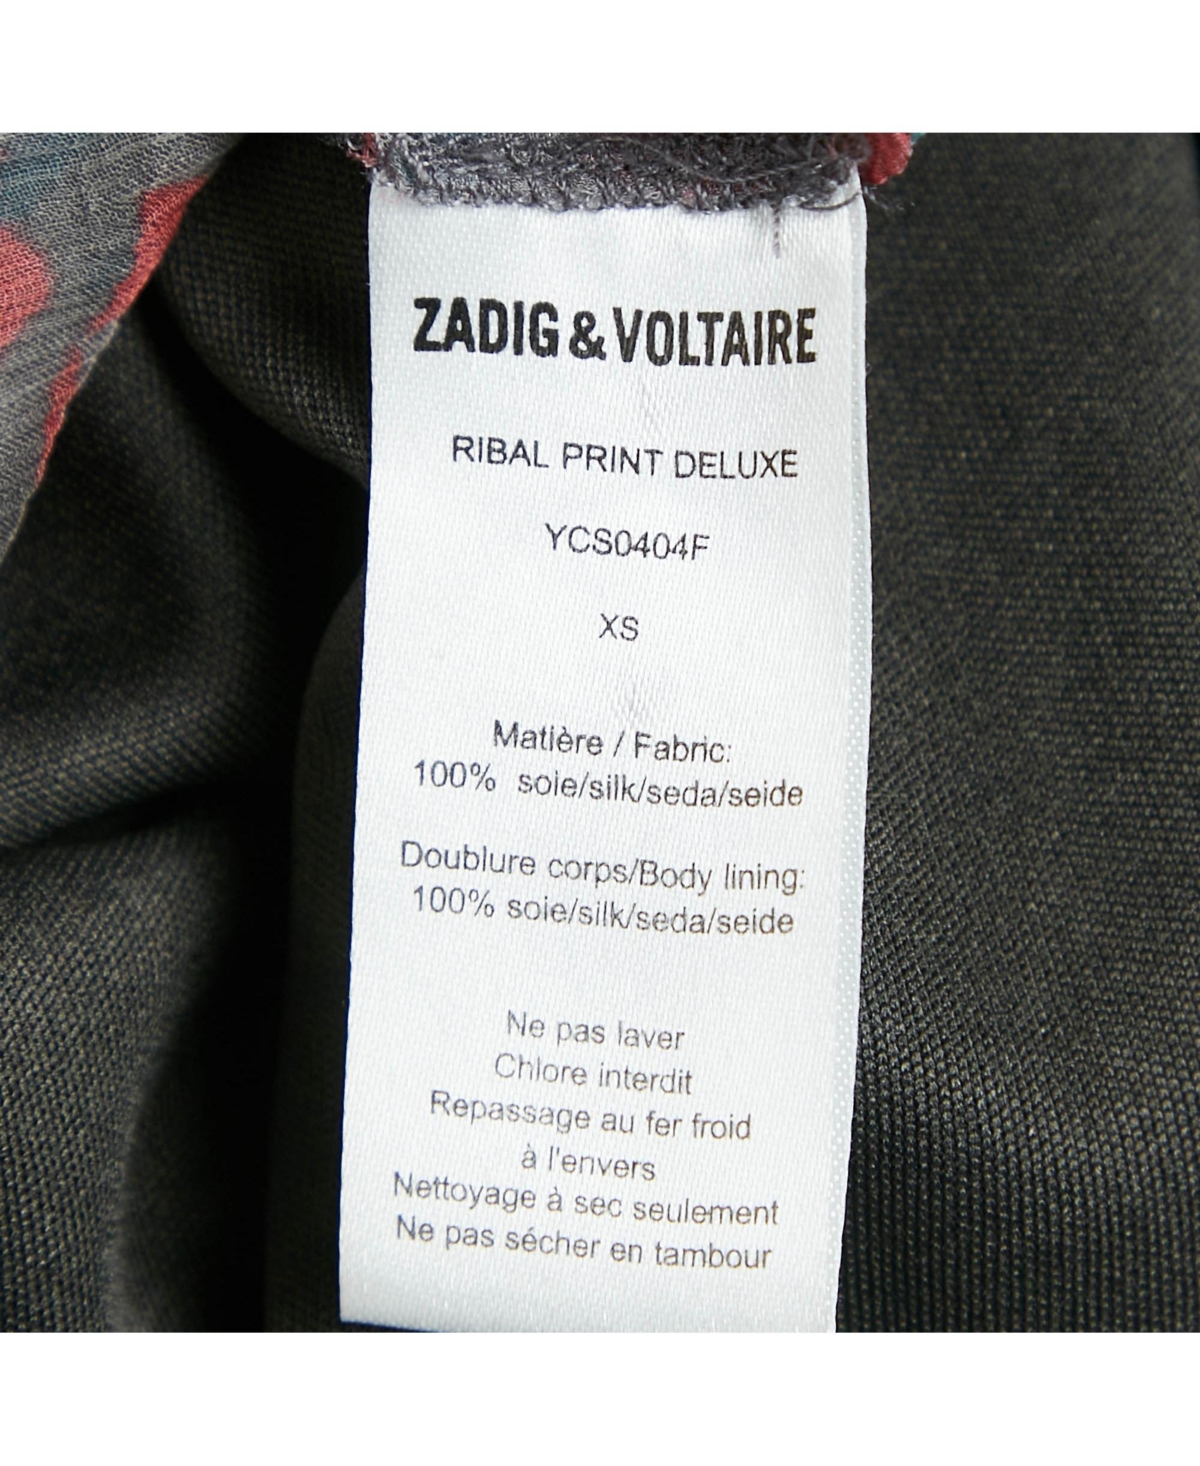 ZADIG & VOLTAIRE
RIBAL PRINT DELUXE
YCS0404F
XS
Matière / Fabric:
100% soie/silk/seda/seide
Doublure corps/Body lining:
100% soie/silk/seda/seide
Ne pas laver
Chlore interdit
Repassage au fer froid
à l'envers
Nettoyage à sec seulement
Ne pas sécher en tambour